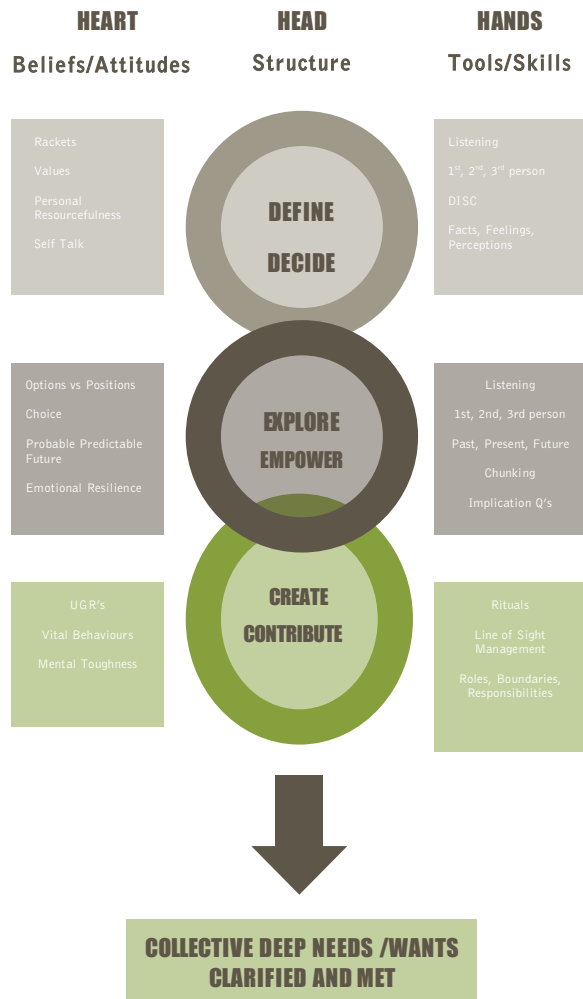 HEART
Beliefs/Attitudes
HEAD
Structure
HANDS
Tools/Skills
Rackets
Values
Personal
Resourcefulness
Self Talk
DEFINE
DECIDE
Listening
1st, 2nd, 3rd person
DISC
Facts, Feelings,
Perceptions
Options vs Positions
Choice
Probable Predictable
Future
Emotional Resilience
EXPLORE
EMPOWER
Listening
1st, 2nd, 3rd person
Past, Present, Future
Chunking
Implication Q's
UGR's
Vital Behaviours
Mental Toughness
CREATE
CONTRIBUTE
Rituals
Line of Sight
Management
Roles, Boundaries,
Responsibilities
COLLECTIVE DEEP NEEDS /WANTS
CLARIFIED AND MET